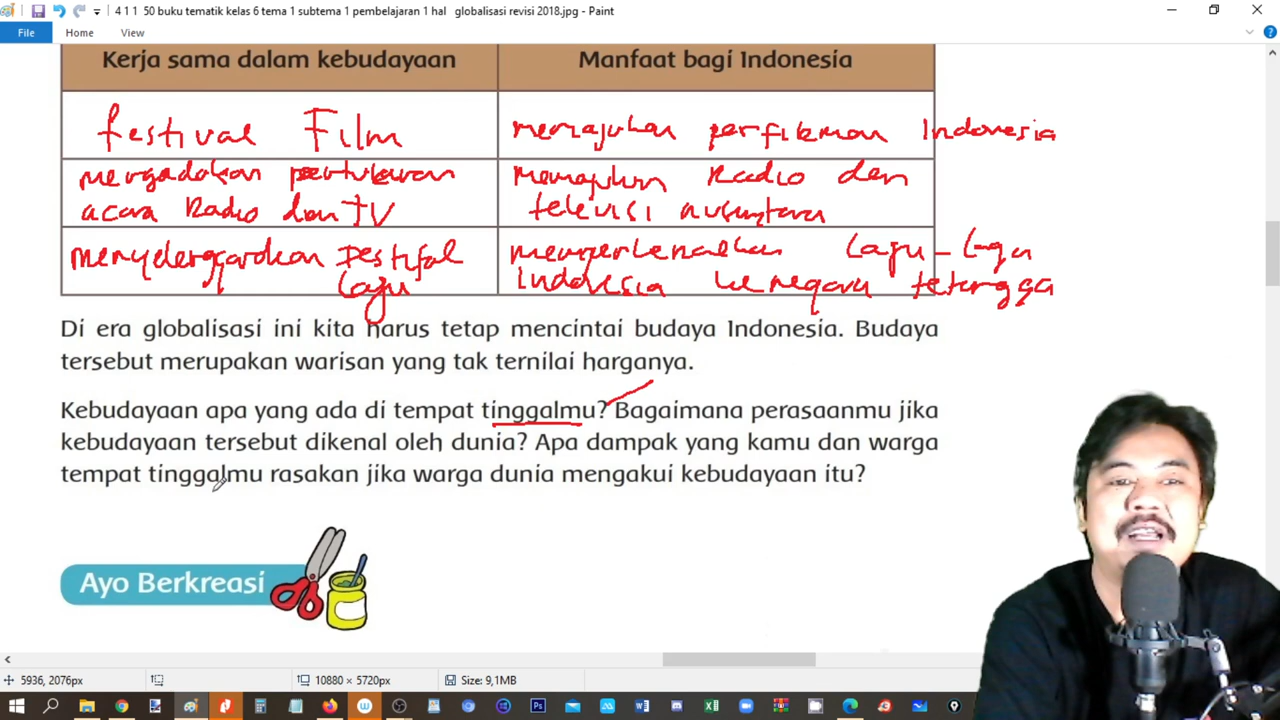 4 1 1 50 buku tematik kelas 6 tema 1 subtema 1 pembelajaran 1 hal globalisasi revisi 2018.jpg - Paint
File Home View
Kerja sama dalam kebudayaan Manfaat bagi Indonesia
festival Film memajukan perfilman Indonesia
mengadakan pertukaran memajukan Radio dan
acara Radio dan TV televisi nusantara
menyelenggarakan Festifal memperkenalkan Lagu-Lagu
Lagu indonesia ke negara tetangga
Di era globalisasi ini kita harus tetap mencintai budaya Indonesia. Budaya
tersebut merupakan warisan yang tak ternilai harganya.
Kebudayaan apa yang ada di tempat tinggalmu? Bagaimana perasaanmu jika
kebudayaan tersebut dikenal oleh dunia? Apa dampak yang kamu dan warga
tempat tinggalmu rasakan jika warga dunia mengakui kebudayaan itu?
Ayo Berkreasi
5936, 2076px 10880 × 5720px Size: 9,1MB